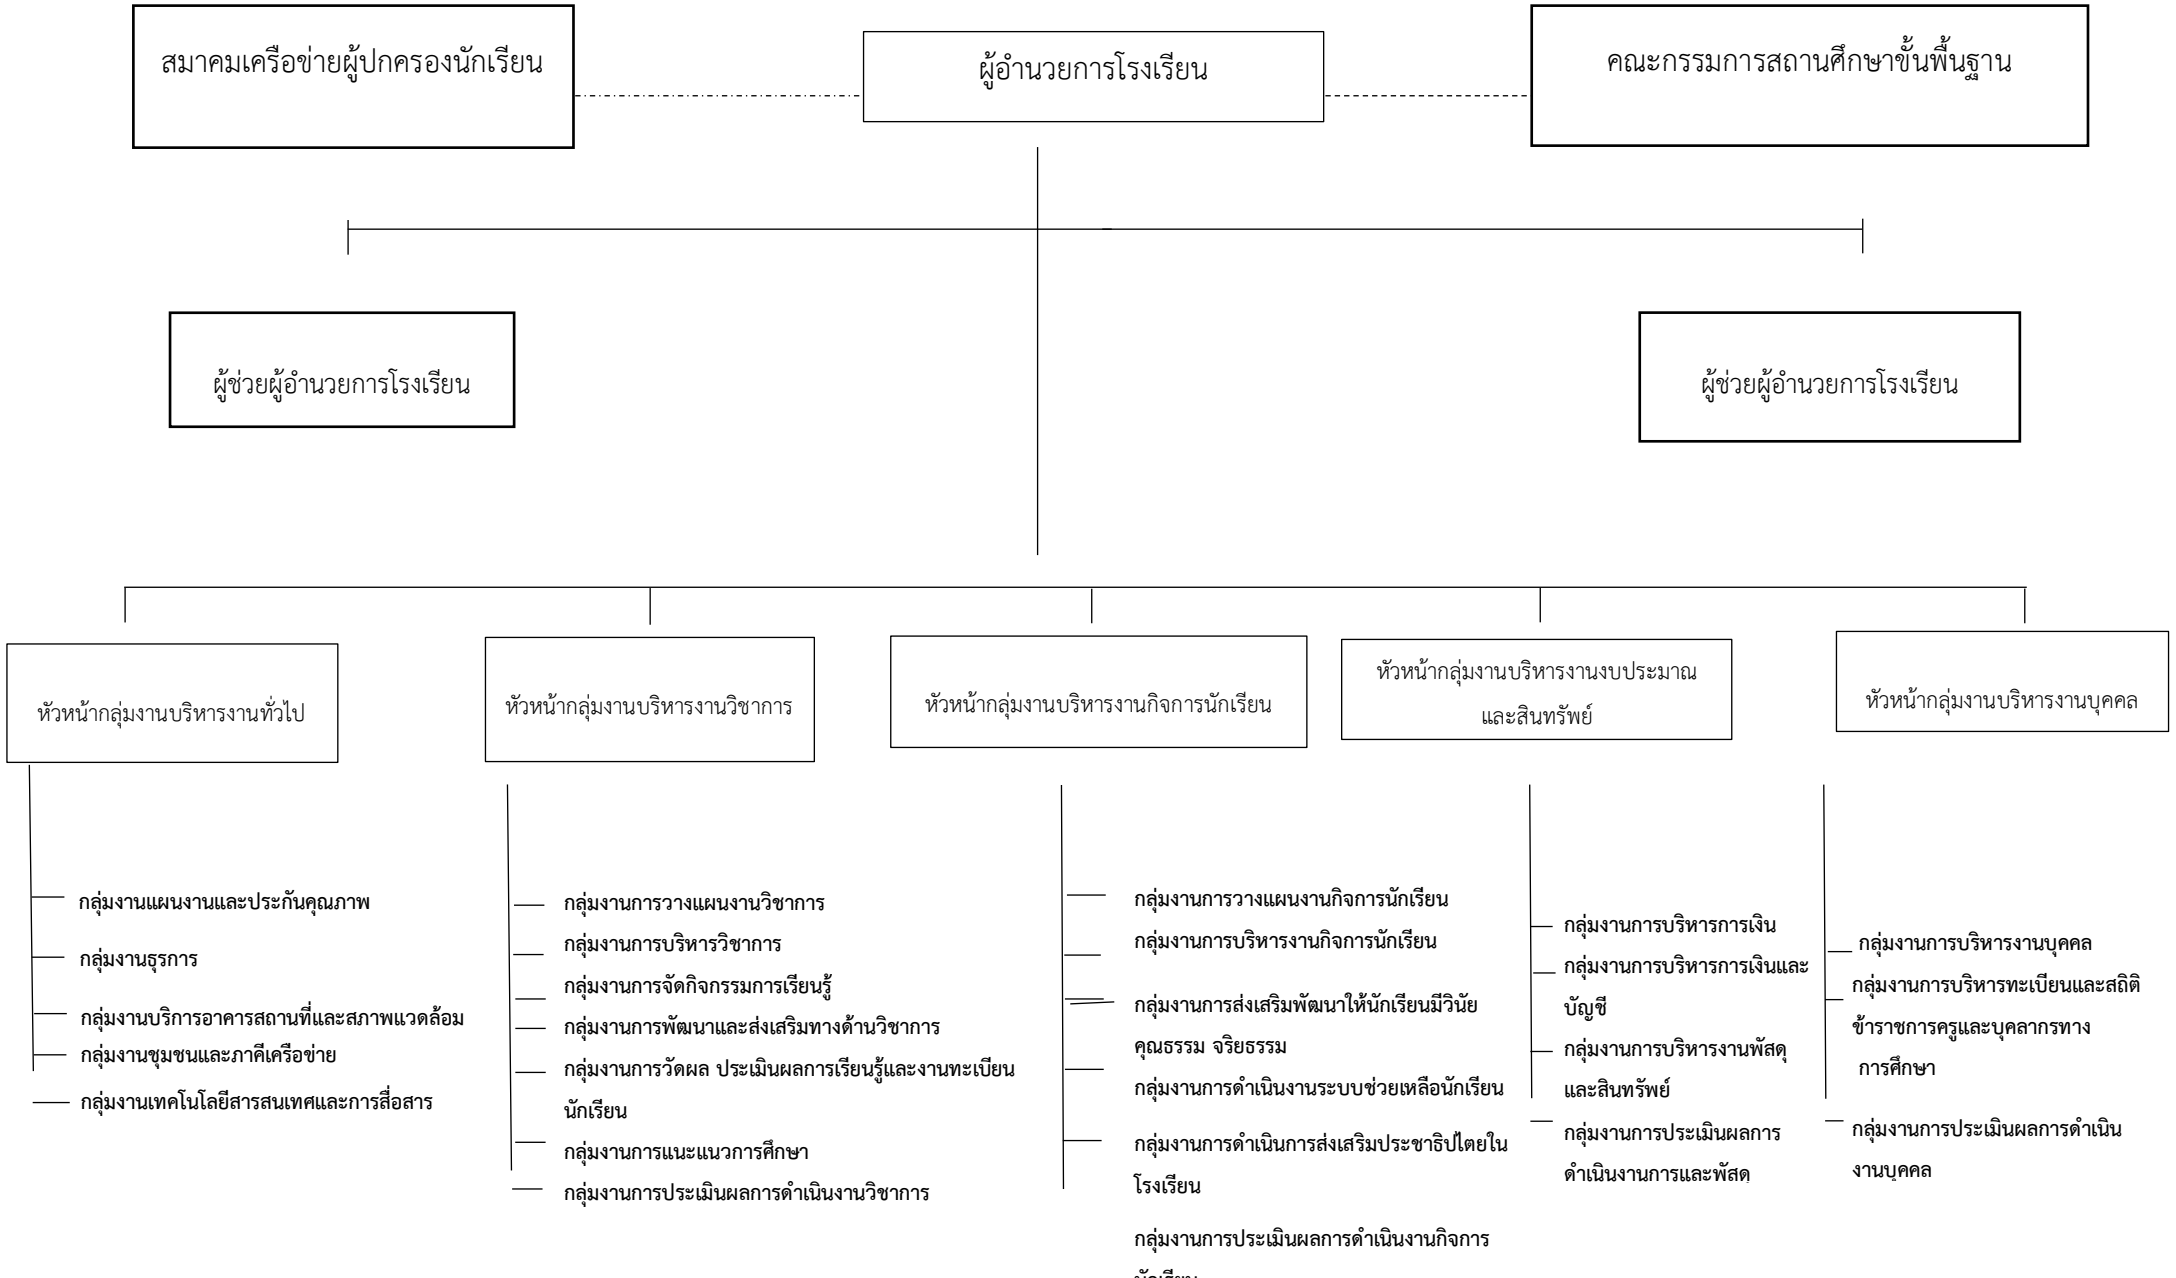 สมาคมเครือข่ายผู้ปกครองนักเรียน
ผู้อำนวยการโรงเรียน
คณะกรรมการสถานศึกษาขั้นพื้นฐาน
ผู้ช่วยผู้อำนวยการโรงเรียน
ผู้ช่วยผู้อำนวยการโรงเรียน
หัวหน้ากลุ่มงานบริหารงานทั่วไป
หัวหน้ากลุ่มงานบริหารงานวิชาการ
หัวหน้ากลุ่มงานบริหารงานกิจการนักเรียน
หัวหน้ากลุ่มงานบริหารงานงบประมาณ
และสินทรัพย์
หัวหน้ากลุ่มงานบริหารงานบุคคล
กลุ่มงานแผนงานและประกันคุณภาพ
กลุ่มงานธุรการ
กลุ่มงานบริการอาคารสถานที่และสภาพแวดล้อม
กลุ่มงานชุมชนและภาคีเครือข่าย
กลุ่มงานเทคโนโลยีสารสนเทศและการสื่อสาร
กลุ่มงานการวางแผนงานวิชาการ
กลุ่มงานการบริหารวิชาการ
กลุ่มงานการจัดกิจกรรมการเรียนรู้
กลุ่มงานการพัฒนาและส่งเสริมทางด้านวิชาการ
กลุ่มงานการวัดผล ประเมินผลการเรียนรู้และงานทะเบียน
นักเรียน
กลุ่มงานการแนะแนวการศึกษา
กลุ่มงานการประเมินผลการดำเนินงานวิชาการ
กลุ่มงานการวางแผนงานกิจการนักเรียน
กลุ่มงานการบริหารงานกิจการนักเรียน
กลุ่มงานการส่งเสริมพัฒนาให้นักเรียนมีวินัย
คุณธรรม จริยธรรม
กลุ่มงานการดำเนินงานระบบช่วยเหลือนักเรียน
กลุ่มงานการดำเนินการส่งเสริมประชาธิปไตยใน
โรงเรียน
กลุ่มงานการประเมินผลการดำเนินงานกิจการ
นักเรียน
กลุ่มงานการบริหารการเงิน
กลุ่มงานการบริหารการเงินและ
บัญชี
กลุ่มงานการบริหารงานพัสดุ
และสินทรัพย์
กลุ่มงานการประเมินผลการ
ดำเนินงานการและพัสดุ
กลุ่มงานการบริหารงานบุคคล
กลุ่มงานการบริหารทะเบียนและสถิติ
ข้าราชการครูและบุคลากรทาง
การศึกษา
กลุ่มงานการประเมินผลการดำเนิน
งานบุคคล